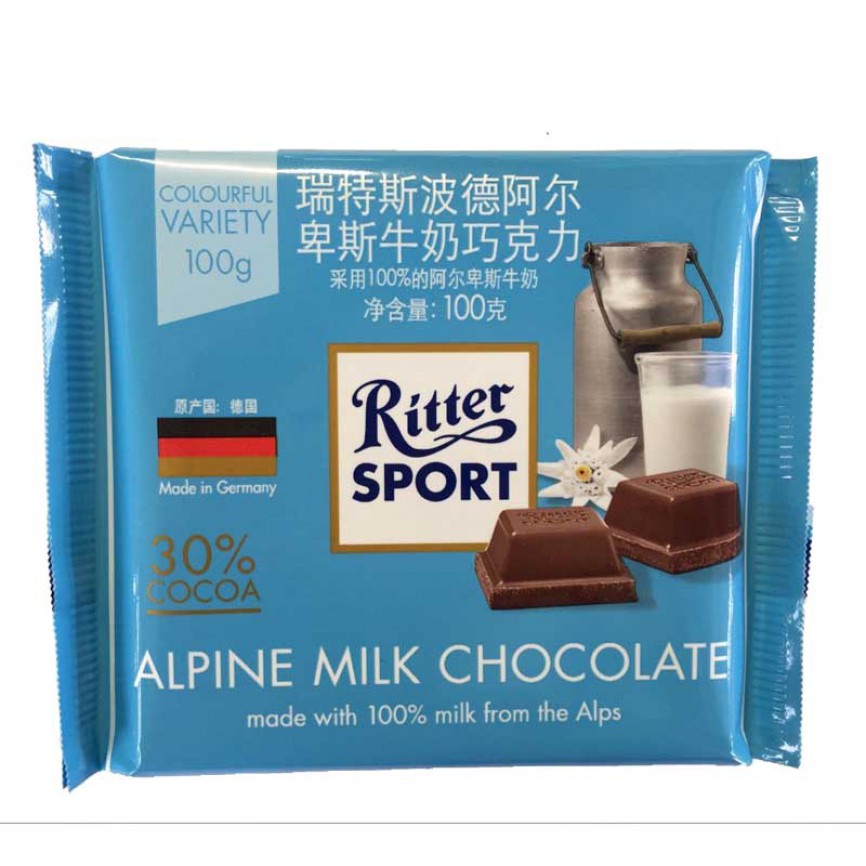 COLOURFUL
VARIETY
100g
瑞特斯波德阿尔
卑斯牛奶巧克力
采用100%的阿尔卑斯牛奶
净含量: 100克
原产国: 德国
Made in Germany
30%
COCOA
Ritter
SPORT
ALPINE MILK CHOCOLATE
made with 100% milk from the Alps